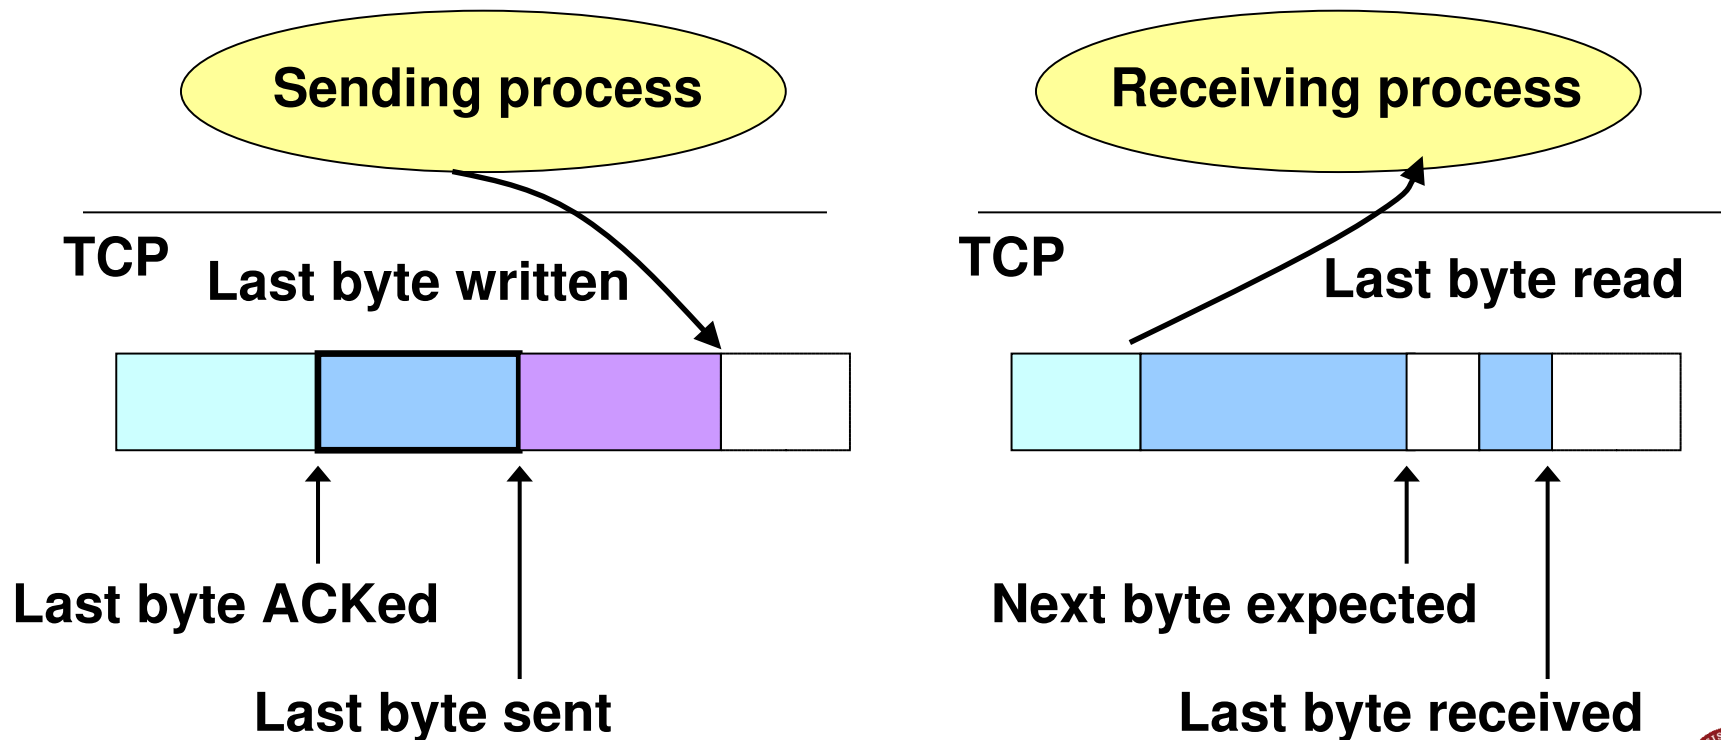 Sending process
TCP
Last byte written
Last byte ACKed
Last byte sent
Receiving process
TCP
Last byte read
Next byte expected
Last byte received